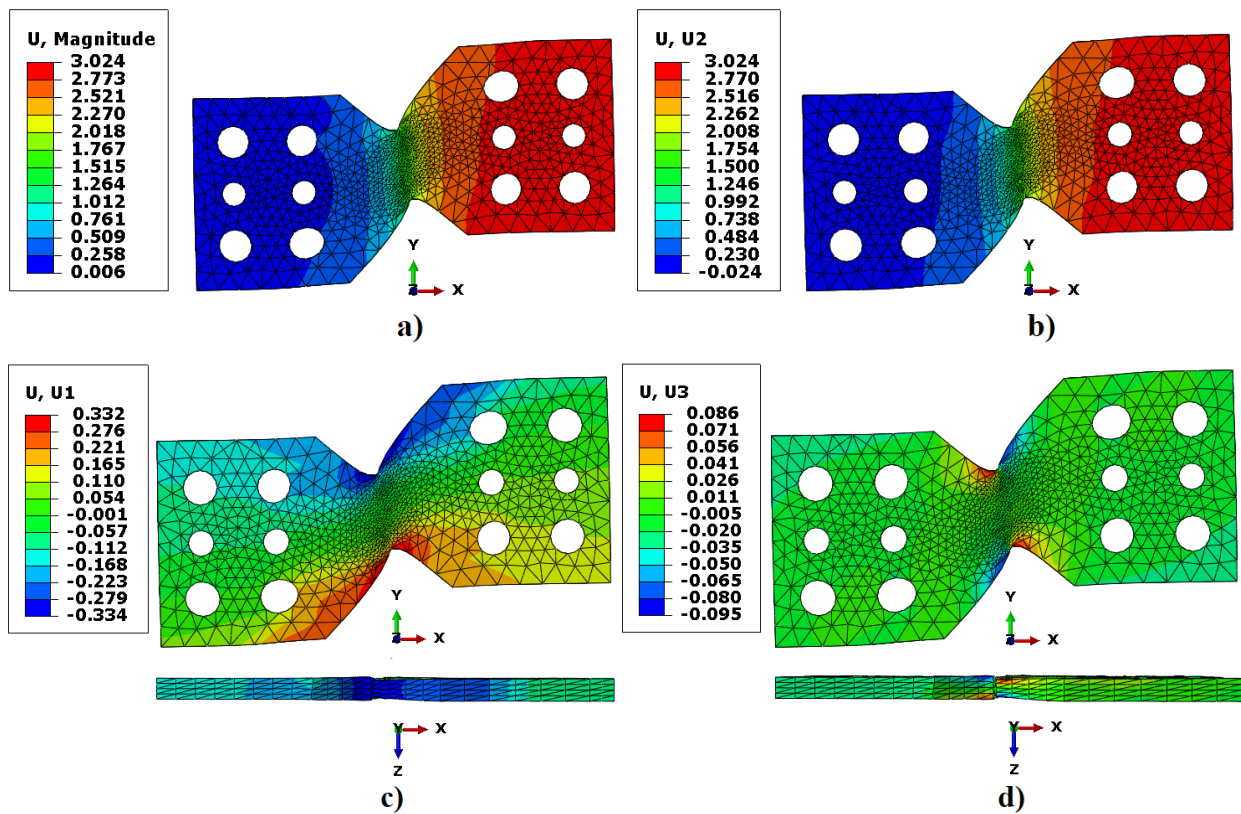 U, Magnitude
3.024
2.773
2.521
2.270
2.018
1.767
1.515
1.264
1.012
0.761
0.509
0.258
0.006
Y
Z
X
a)
U, U2
3.024
2.770
2.516
2.262
2.008
1.754
1.500
1.246
0.992
0.738
0.484
0.230
-0.024
Y
Z
X
b)
U, U1
0.332
0.276
0.221
0.165
0.110
0.054
-0.001
-0.057
-0.112
-0.168
-0.223
-0.279
-0.334
Y
Z
X
Y
X
Z
c)
U, U3
0.086
0.071
0.056
0.041
0.026
0.011
-0.005
-0.020
-0.035
-0.050
-0.065
-0.080
-0.095
Y
Z
X
Y
X
Z
d)